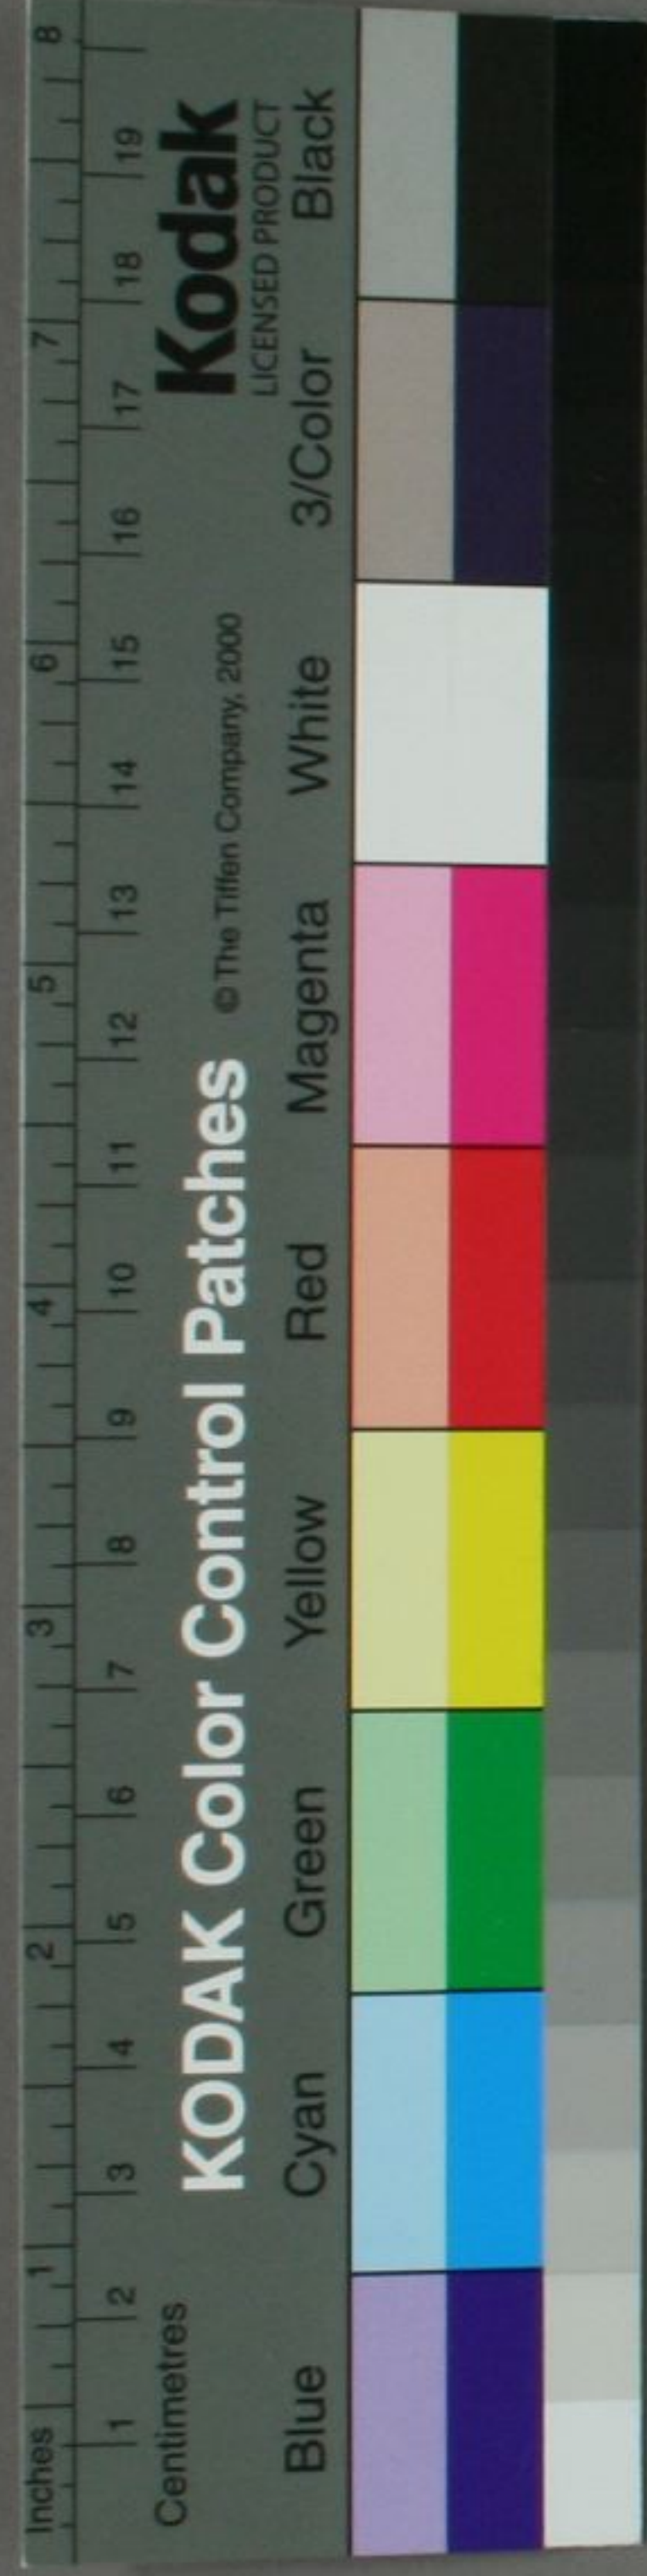 Inches 1 2 3 4 5 6 7 8
Centimetres 1 2 3 4 5 6 7 8 9 10 11 12 13 14 15 16 17 18 19
KODAK Color Control Patches © The Tiffen Company, 2000 Kodak
LICENSED PRODUCT
Blue Cyan Green Yellow Red Magenta White 3/Color Black